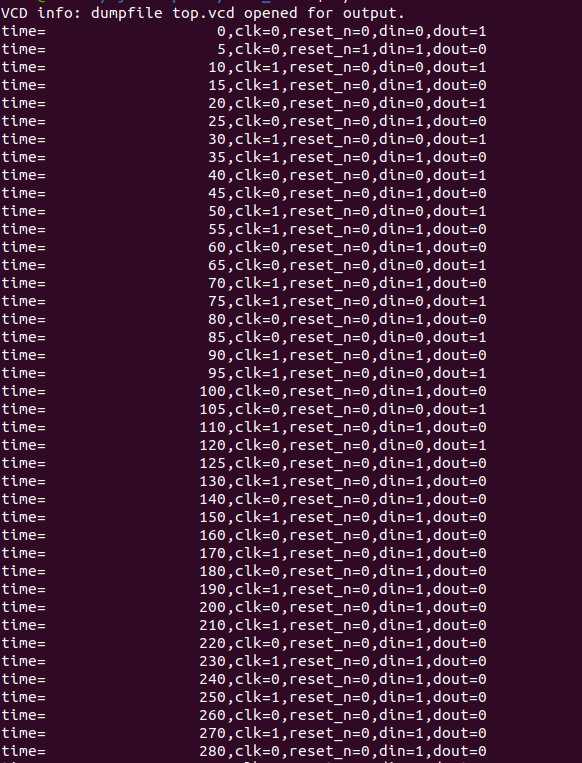 VCD info: dumpfile top.vcd opened for output.
time=                   0,clk=0,reset_n=0,din=0,dout=1
time=                   5,clk=0,reset_n=1,din=1,dout=0
time=                  10,clk=1,reset_n=0,din=0,dout=1
time=                  15,clk=1,reset_n=0,din=1,dout=0
time=                  20,clk=0,reset_n=0,din=0,dout=1
time=                  25,clk=0,reset_n=0,din=1,dout=0
time=                  30,clk=1,reset_n=0,din=0,dout=1
time=                  35,clk=1,reset_n=0,din=1,dout=0
time=                  40,clk=0,reset_n=0,din=0,dout=1
time=                  45,clk=0,reset_n=0,din=1,dout=0
time=                  50,clk=1,reset_n=0,din=0,dout=1
time=                  55,clk=1,reset_n=0,din=1,dout=0
time=                  60,clk=0,reset_n=0,din=1,dout=0
time=                  65,clk=0,reset_n=0,din=0,dout=1
time=                  70,clk=1,reset_n=0,din=1,dout=0
time=                  75,clk=1,reset_n=0,din=0,dout=1
time=                  80,clk=0,reset_n=0,din=1,dout=0
time=                  85,clk=0,reset_n=0,din=0,dout=1
time=                  90,clk=1,reset_n=0,din=1,dout=0
time=                  95,clk=1,reset_n=0,din=0,dout=1
time=                 100,clk=0,reset_n=0,din=1,dout=0
time=                 105,clk=0,reset_n=0,din=0,dout=1
time=                 110,clk=1,reset_n=0,din=1,dout=0
time=                 120,clk=0,reset_n=0,din=0,dout=1
time=                 125,clk=0,reset_n=0,din=1,dout=0
time=                 130,clk=1,reset_n=0,din=1,dout=0
time=                 140,clk=0,reset_n=0,din=1,dout=0
time=                 150,clk=1,reset_n=0,din=1,dout=0
time=                 160,clk=0,reset_n=0,din=1,dout=0
time=                 170,clk=1,reset_n=0,din=1,dout=0
time=                 180,clk=0,reset_n=0,din=1,dout=0
time=                 190,clk=1,reset_n=0,din=1,dout=0
time=                 200,clk=0,reset_n=0,din=1,dout=0
time=                 210,clk=1,reset_n=0,din=1,dout=0
time=                 220,clk=0,reset_n=0,din=1,dout=0
time=                 230,clk=1,reset_n=0,din=1,dout=0
time=                 240,clk=0,reset_n=0,din=1,dout=0
time=                 250,clk=1,reset_n=0,din=1,dout=0
time=                 260,clk=0,reset_n=0,din=1,dout=0
time=                 270,clk=1,reset_n=0,din=1,dout=0
time=                 280,clk=0,reset_n=0,din=1,dout=0